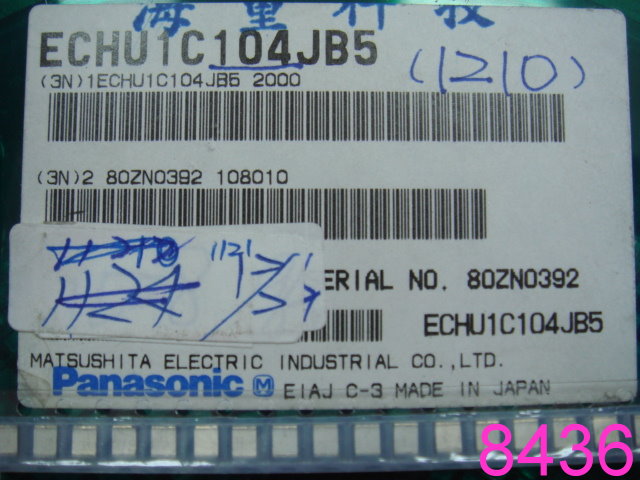 海量科技
ECHU1C104JB5
(1210)
(3N)1ECHU1C104JB5 2000
(3N)2 80ZN0392 108010
1121
ERIAL NO. 80ZN0392
ECHU1C104JB5
MATSUSHITA ELECTRIC INDUSTRIAL CO.,LTD.
Panasonic M EIAJ C-3 MADE IN JAPAN
8436